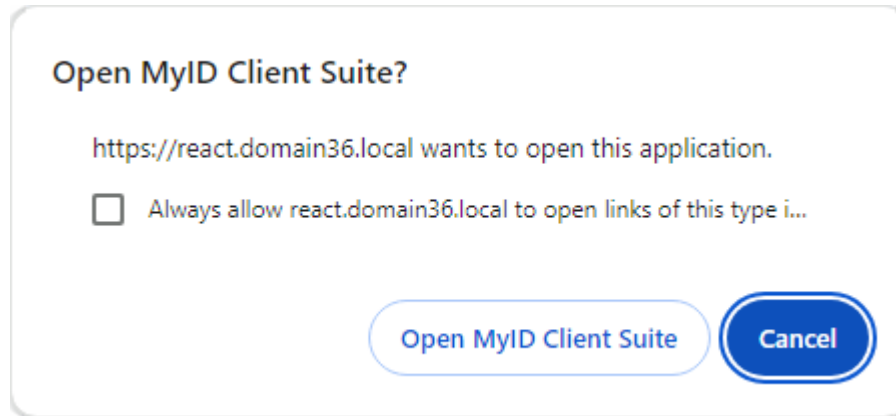 Open MyID Client Suite?
https://react.domain36.local wants to open this application.
Always allow react.domain36.local to open links of this type i...
Open MyID Client Suite
Cancel